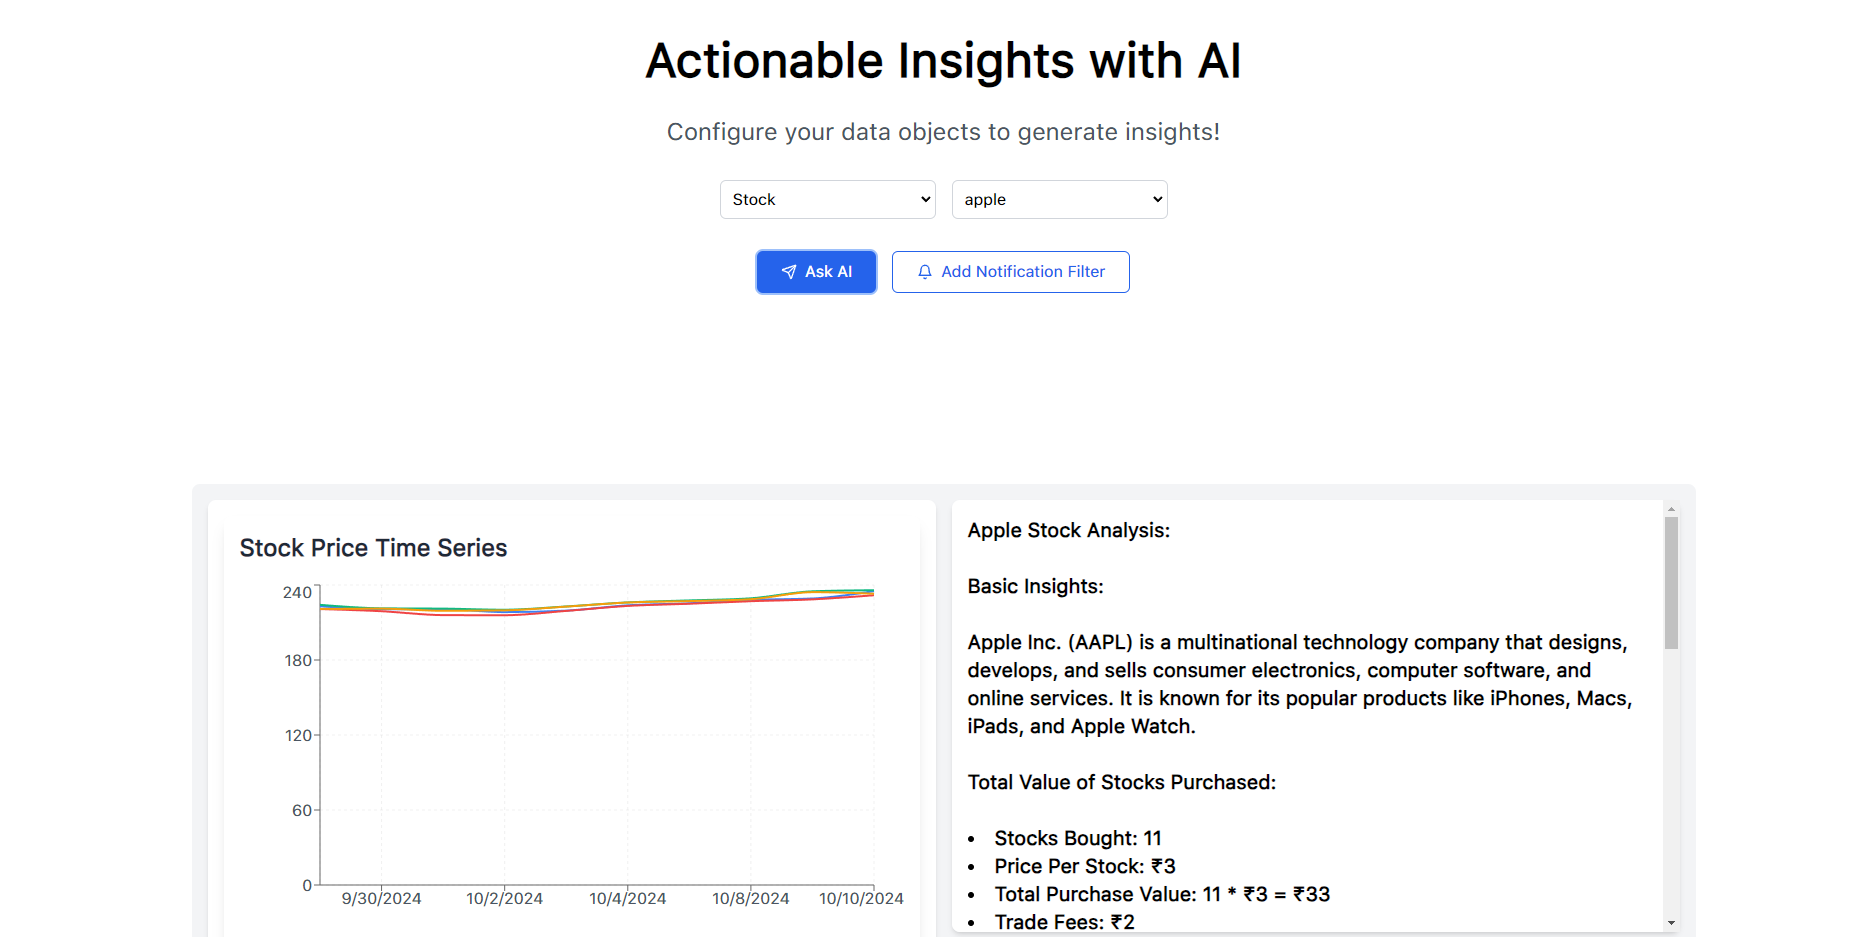 Actionable Insights with AI
Configure your data objects to generate insights!
Stock
apple
Ask AI
Add Notification Filter
Stock Price Time Series
240
180
120
60
0
9/30/2024
10/2/2024
10/4/2024
10/8/2024
10/10/2024
Apple Stock Analysis:
Basic Insights:
Apple Inc. (AAPL) is a multinational technology company that designs,
develops, and sells consumer electronics, computer software, and
online services. It is known for its popular products like iPhones, Macs,
iPads, and Apple Watch.
Total Value of Stocks Purchased:
• Stocks Bought: 11
• Price Per Stock: ₹3
• Total Purchase Value: 11 * ₹3 = ₹33
• Trade Fees: ₹2